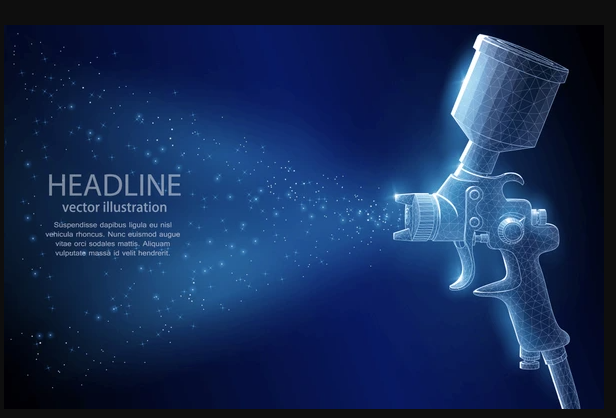 HEADLINE
vector illustration
Suspendisse dapibus ligula eu nisl
vehicula rhoncus. Nunc euismod augue
vitae orci sodales mattis. Aliquam
vulputate massa id velit hendrerit.